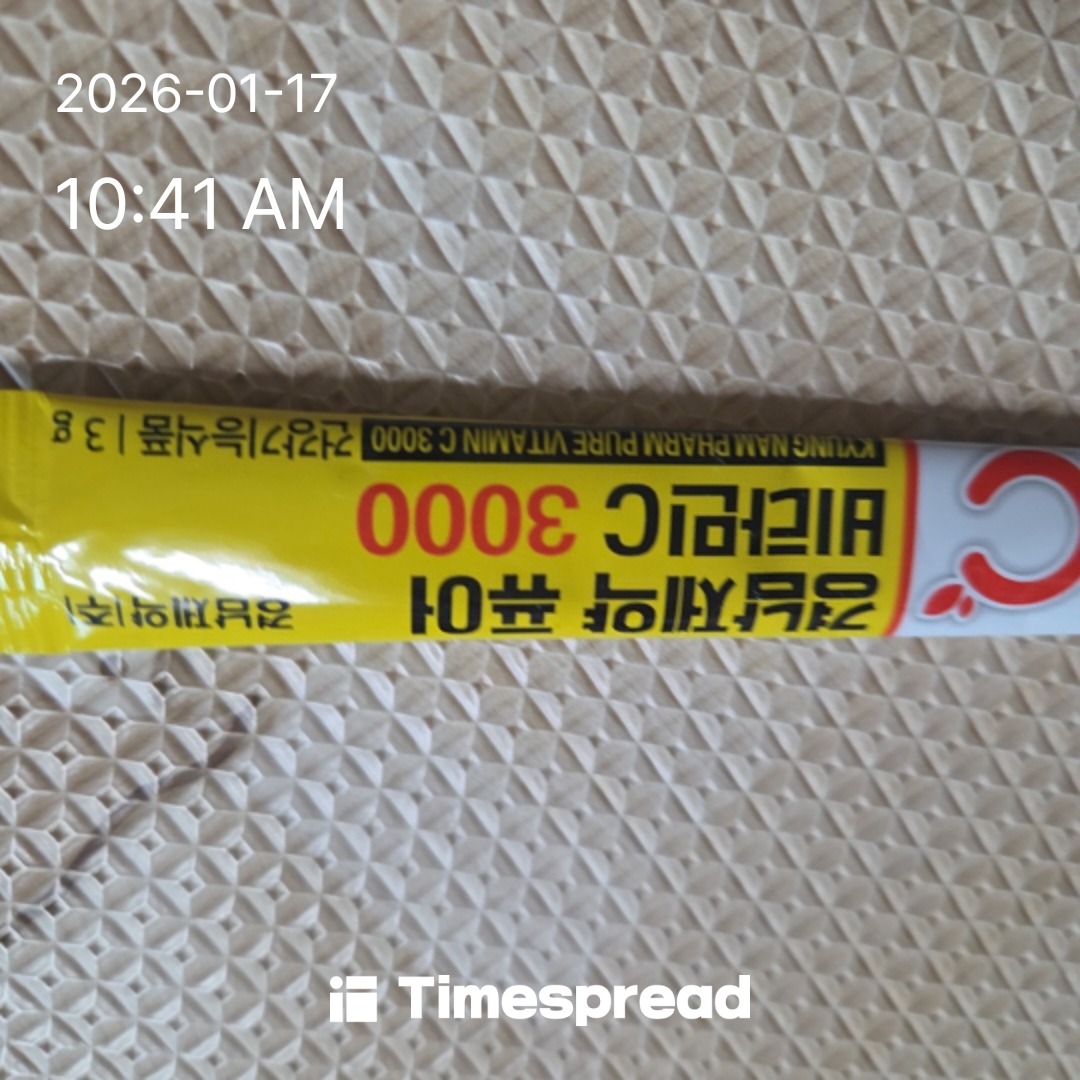 2026-01-17
10:41 AM
경남제약 퓨어
비타민C 3000
KYUNG NAM PHARM PURE VITAMIN C 3000
건강기능식품 | 3 g
경남제약(주)
Timespread